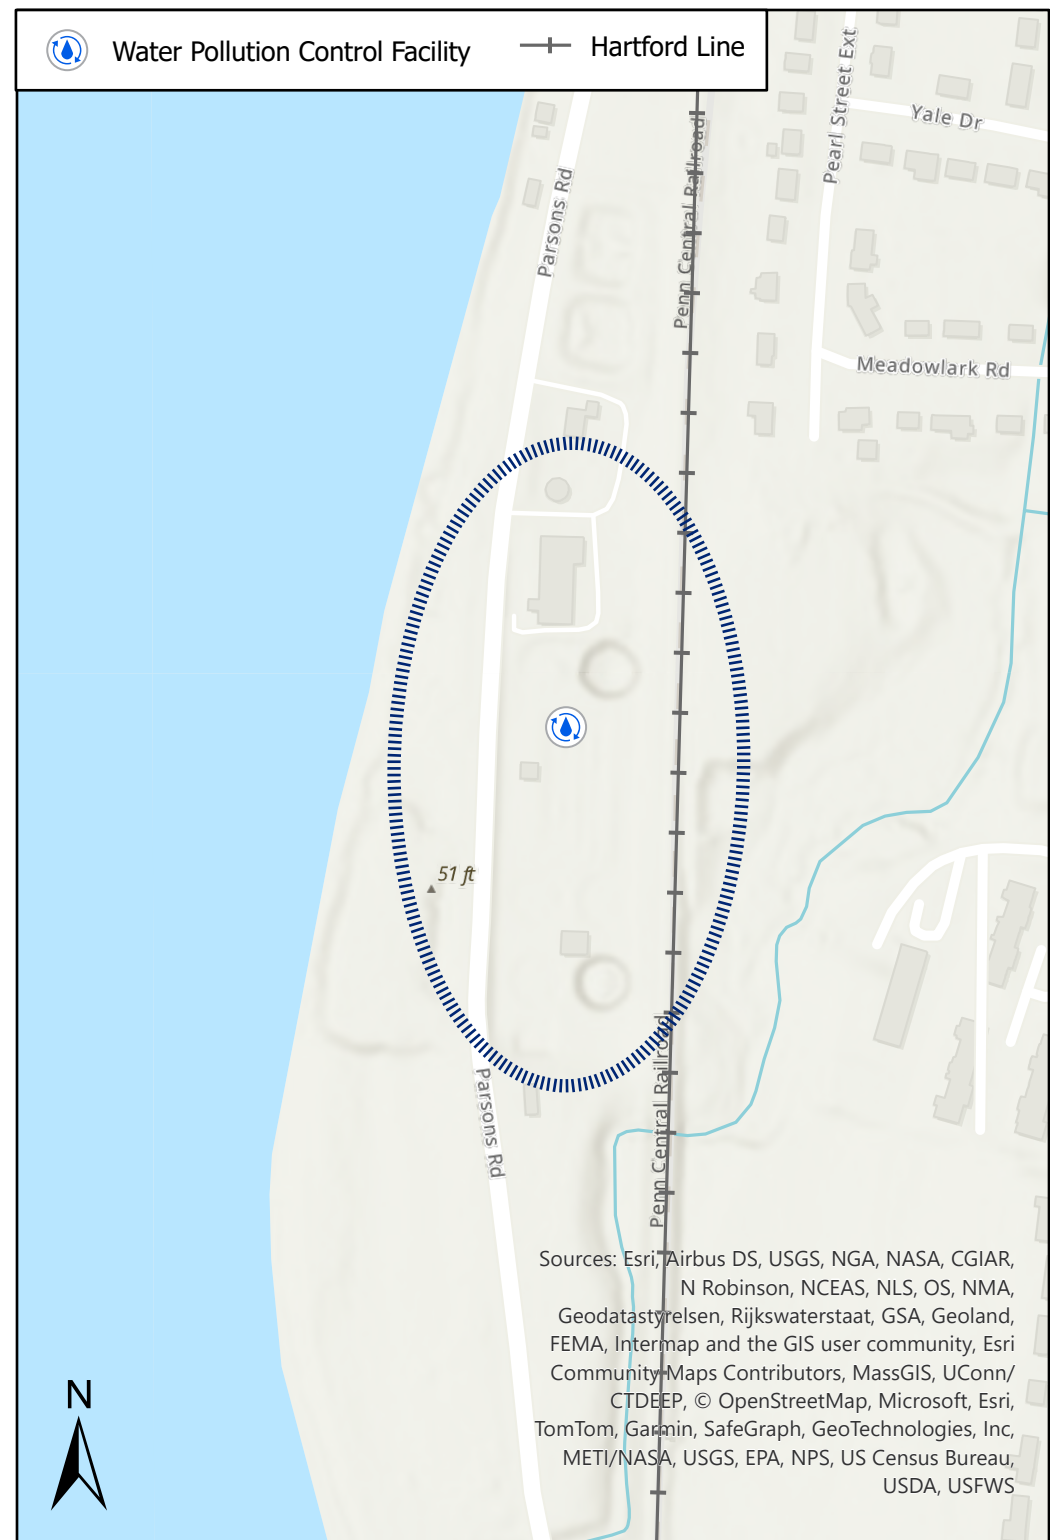 Water Pollution Control Facility
Hartford Line
Pearl Street Ext
Yale Dr
Parsons Rd
Penn Central Railroad
Meadowlark Rd
51 ft
Penn Central Railroad
Parsons Rd
Sources: Esri, Airbus DS, USGS, NGA, NASA, CGIAR,
N Robinson, NCEAS, NLS, OS, NMA,
Geodatastyrelsen, Rijkswaterstaat, GSA, Geoland,
FEMA, Intermap and the GIS user community, Esri
Community Maps Contributors, MassGIS, UConn/
CTDEEP, © OpenStreetMap, Microsoft, Esri,
TomTom, Garmin, SafeGraph, GeoTechnologies, Inc,
METI/NASA, USGS, EPA, NPS, US Census Bureau,
USDA, USFWS
N